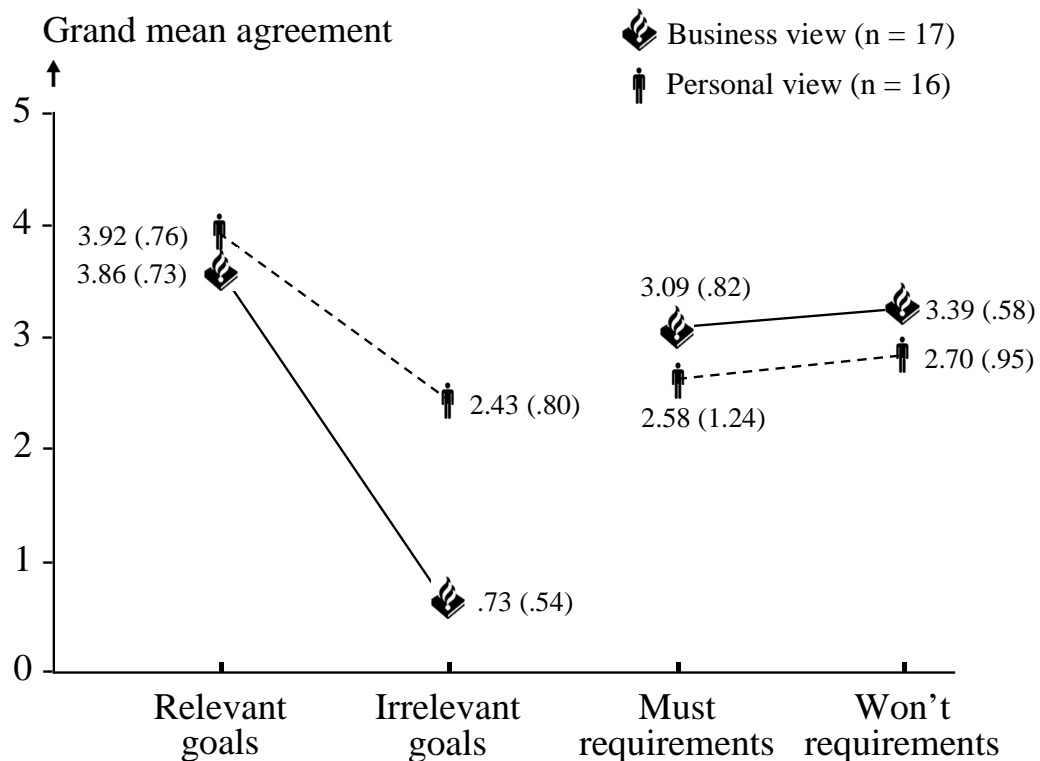 Grand mean agreement
Business view (n = 17)
Personal view (n = 16)
5
4
3.92 (.76)
3.86 (.73)
3.09 (.82)
3.39 (.58)
3
2.70 (.95)
2.43 (.80)
2.58 (1.24)
2
1
.73 (.54)
0
Relevant goals
Irrelevant goals
Must requirements
Won't requirements